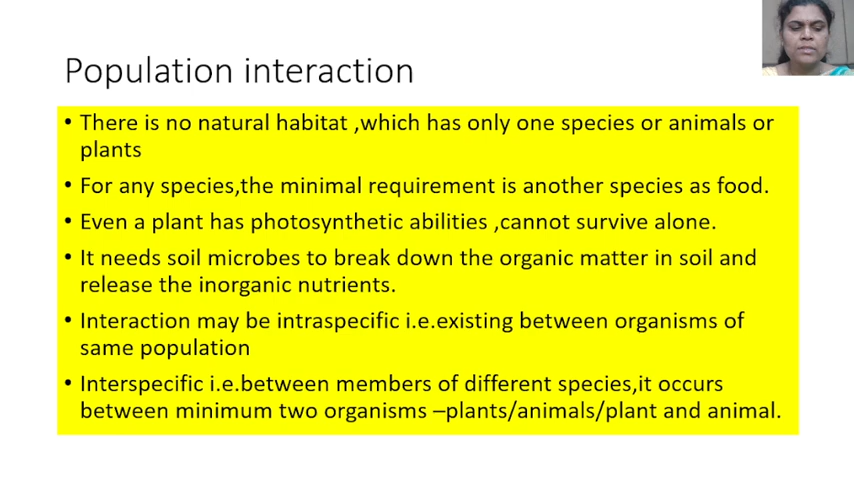 Population interaction
• There is no natural habitat ,which has only one species or animals or
plants
• For any species,the minimal requirement is another species as food.
• Even a plant has photosynthetic abilities ,cannot survive alone.
• It needs soil microbes to break down the organic matter in soil and
release the inorganic nutrients.
• Interaction may be intraspecific i.e.existing between organisms of
same population
• Interspecific i.e.between members of different species,it occurs
between minimum two organisms –plants/animals/plant and animal.